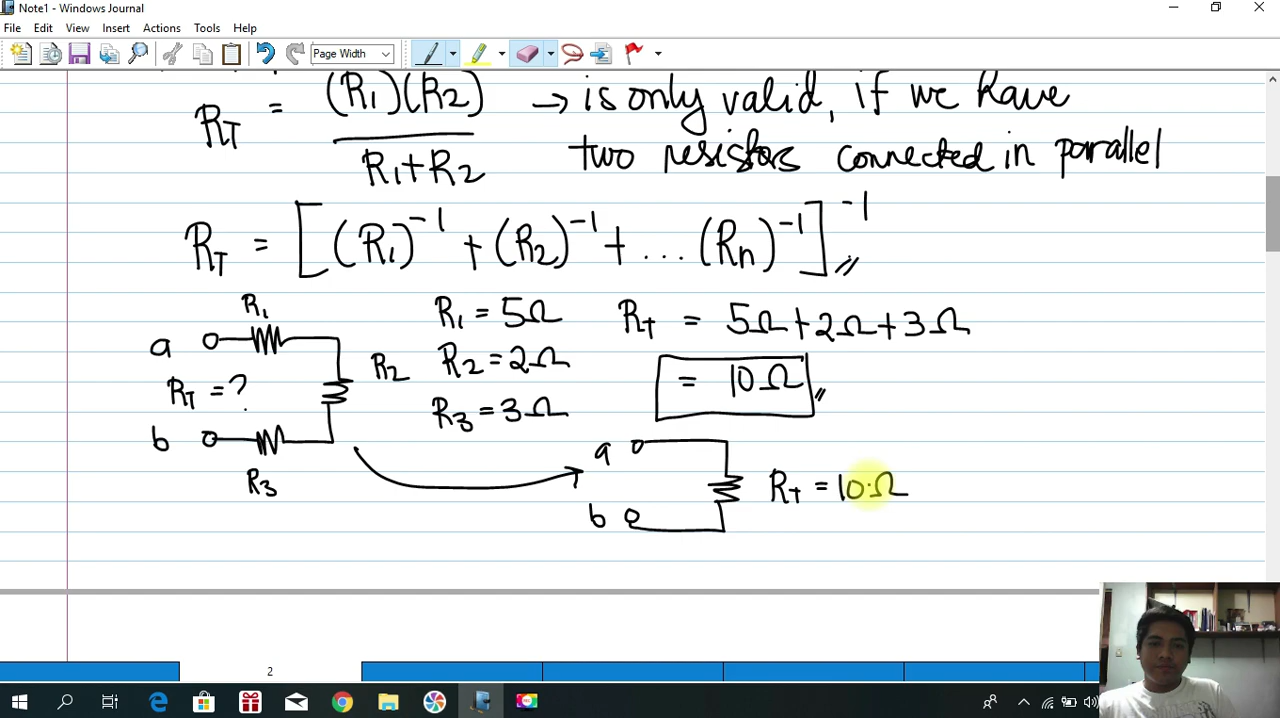 Note1 - Windows Journal
File Edit View Insert Actions Tools Help
Page Width
RT = (R1)(R2) → is only valid, if we have
R1+R2 two resistors connected in parallel
RT = [(R1)⁻¹ + (R2)⁻¹ + ... (Rn)⁻¹]⁻¹
R1 R1 = 5Ω RT = 5Ω+2Ω+3Ω
a R2 R2 = 2Ω = 10Ω
RT = ?
b R3 = 3Ω
R3 a
b RT = 10Ω
2